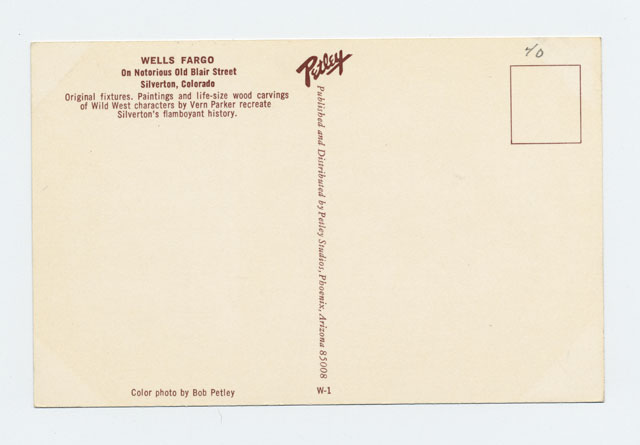 WELLS FARGO
On Notorious Old Blair Street
Silverton, Colorado
Original fixtures. Paintings and life-size wood carvings
of Wild West characters by Vern Parker recreate
Silverton's flamboyant history.
Color photo by Bob Petley
Petley
Published and Distributed by Petley Studios, Phoenix, Arizona 85008
W-1
70